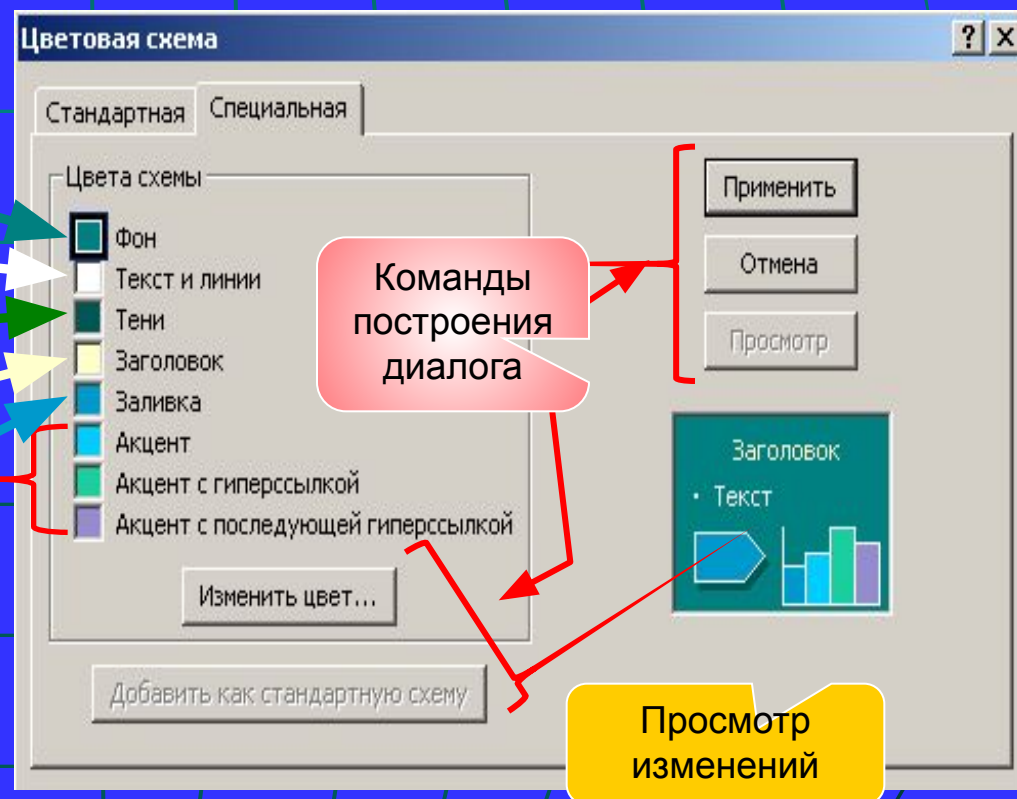 Цветовая схема
Стандартная
Специальная
Цвета схемы
Фон
Текст и линии
Тени
Заголовок
Заливка
Акцент
Акцент с гиперссылкой
Акцент с последующей гиперссылкой
Изменить цвет...
Добавить как стандартную схему
Команды
построения
диалога
Применить
Отмена
Просмотр
Заголовок
• Текст
Просмотр
изменений